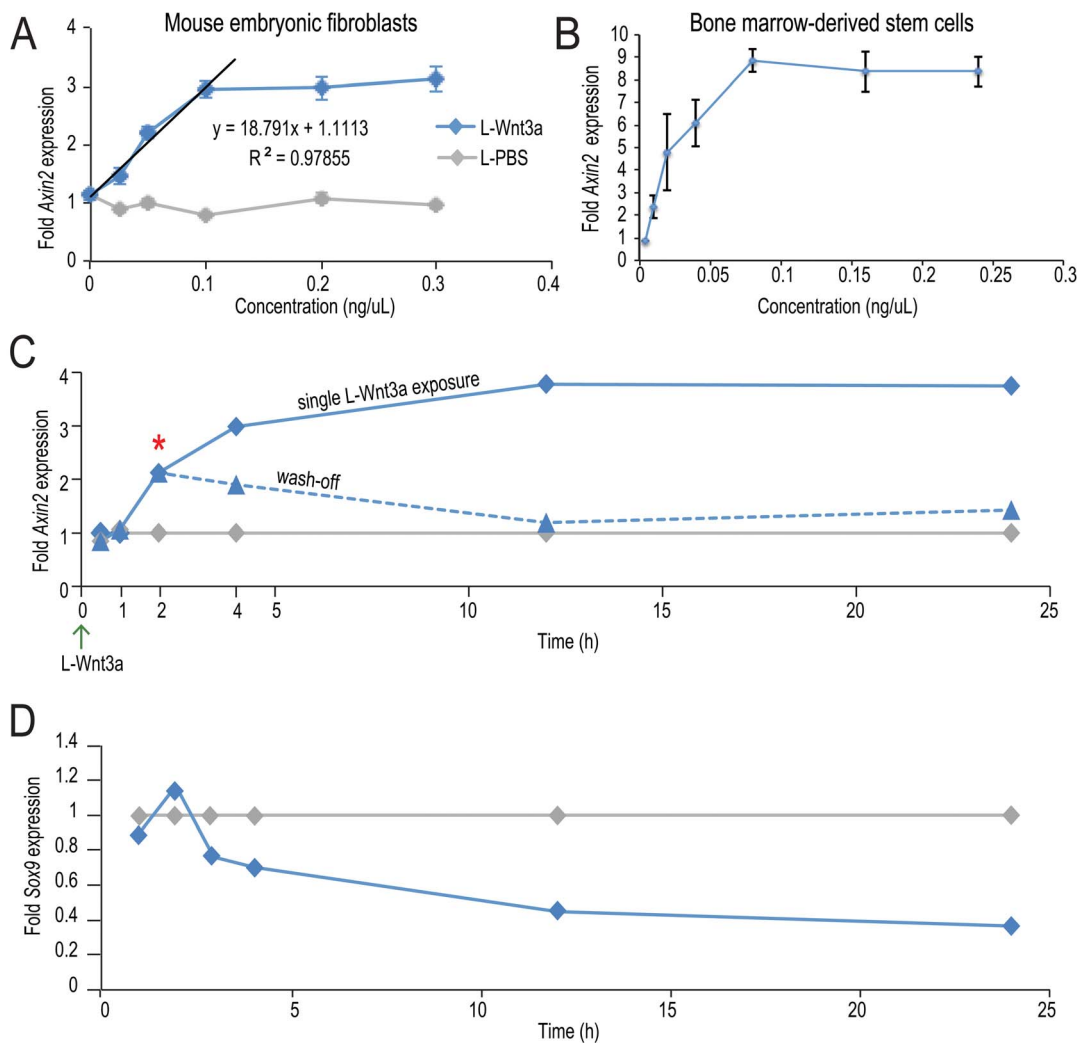 A
Mouse embryonic fibroblasts
Fold Axin2 expression
4
3
2
1
0
y = 18.791x + 1.1113
R² = 0.97855
L-Wnt3a
L-PBS
0
0.1
0.2
0.3
0.4
Concentration (ng/uL)
B
Bone marrow-derived stem cells
Fold Axin2 expression
10
9
8
7
6
5
4
3
2
1
0
0
0.05
0.1
0.15
0.2
0.25
0.3
Concentration (ng/uL)
C
Fold Axin2 expression
4
3
2
1
0
single L-Wnt3a exposure
*
wash-off
0
1
2
4
5
10
15
20
25
Time (h)
L-Wnt3a
D
Fold Sox9 expression
1.4
1.2
1
0.8
0.6
0.4
0.2
0
0
5
10
15
20
25
Time (h)